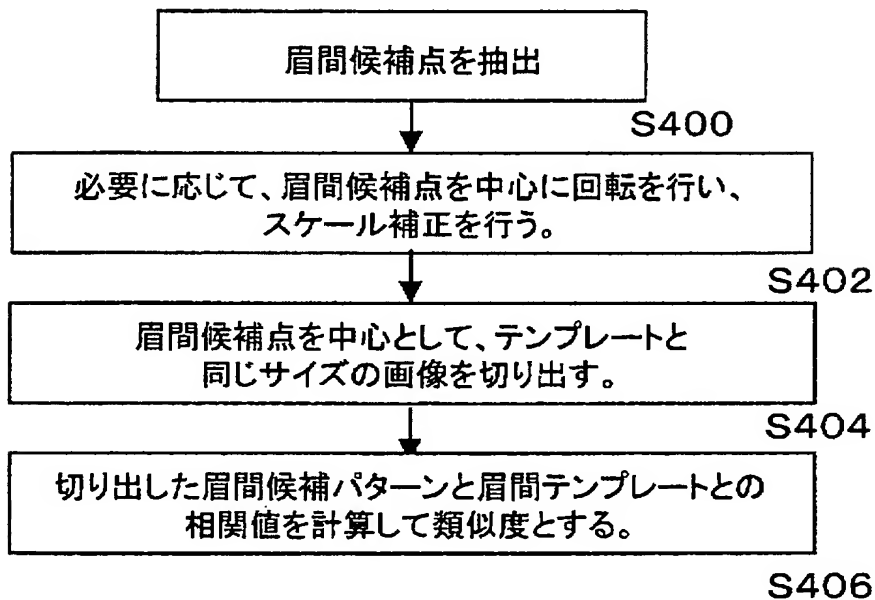 眉間候補点を抽出
S400
必要に応じて、眉間候補点を中心に回転を行い、
スケール補正を行う。
S402
眉間候補点を中心として、テンプレートと
同じサイズの画像を切り出す。
S404
切り出した眉間候補パターンと眉間テンプレートとの
相関値を計算して類似度とする。
S406